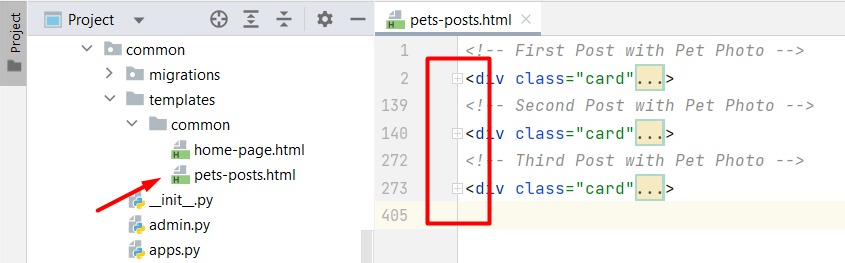 Project
Project
common
migrations
templates
common
home-page.html
pets-posts.html
__init__.py
admin.py
apps.py
pets-posts.html
1 <!-- First Post with Pet Photo -->
2 <div class="card"...>
139 <!-- Second Post with Pet Photo -->
140 <div class="card"...>
272 <!-- Third Post with Pet Photo -->
273 <div class="card"...>
405